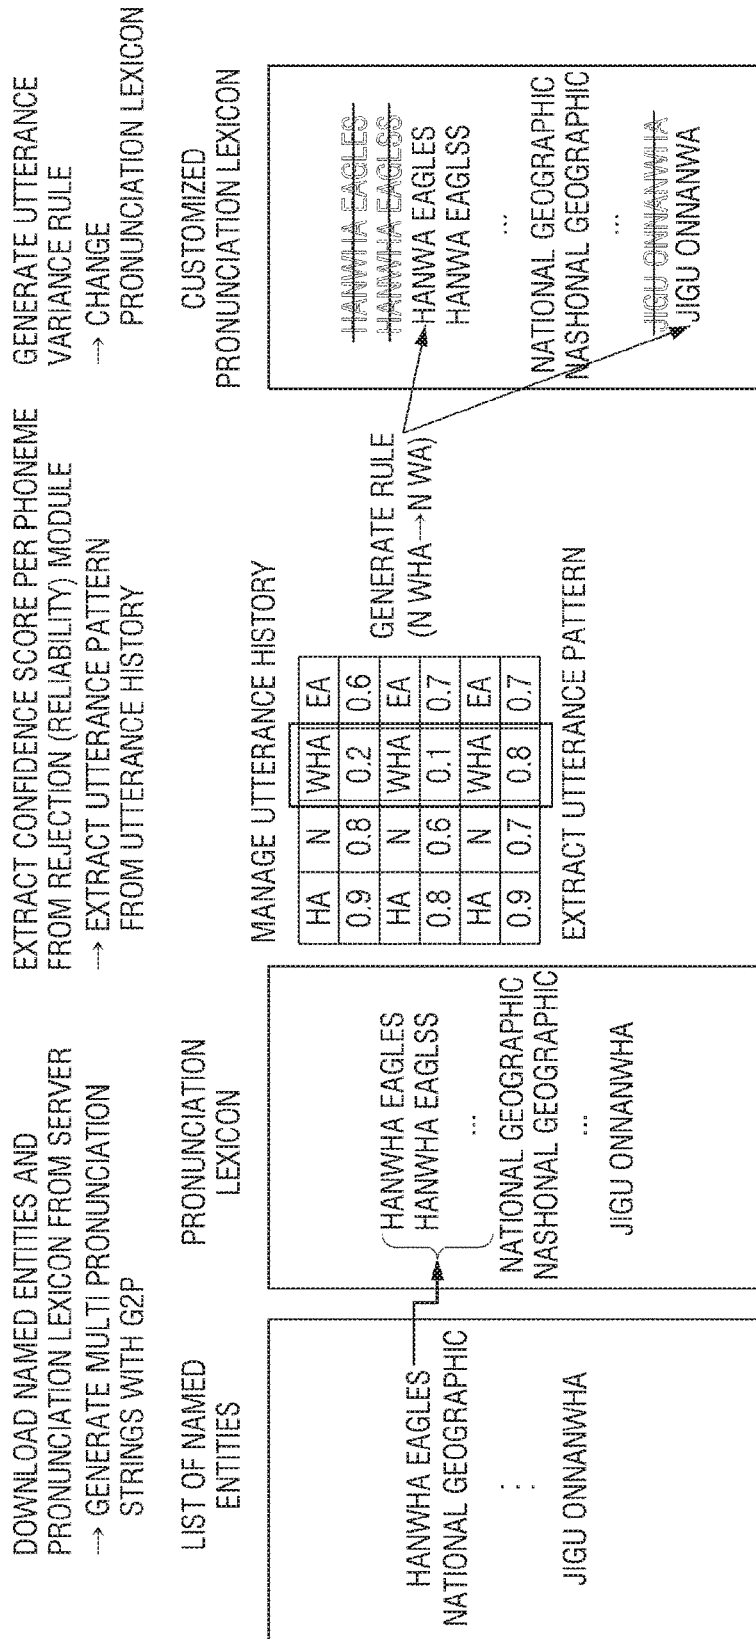 DOWNLOAD NAMED ENTITIES AND
PRONUNCIATION LEXICON FROM SERVER
→ GENERATE MULTI PRONUNCIATION
STRINGS WITH G2P
LIST OF NAMED
ENTITIES
HANWHA EAGLES
NATIONAL GEOGRAPHIC
⋮
JIGU ONNANWHA
PRONUNCIATION
LEXICON
HANWHA EAGLES
HANWHA EAGLSS
...
NATIONAL GEOGRAPHIC
NASHONAL GEOGRAPHIC
...
JIGU ONNANWHA
EXTRACT CONFIDENCE SCORE PER PHONEME
FROM REJECTION (RELIABILITY) MODULE
→ EXTRACT UTTERANCE PATTERN
FROM UTTERANCE HISTORY
MANAGE UTTERANCE HISTORY
HA N WHA EA
0.9 0.8 0.2 0.6
HA N WHA EA
0.8 0.6 0.1 0.7
HA N WHA EA
0.9 0.7 0.8 0.7
EXTRACT UTTERANCE PATTERN
GENERATE RULE
(N WHA→N WA)
GENERATE UTTERANCE
VARIANCE RULE
→ CHANGE
PRONUNCIATION LEXICON
CUSTOMIZED
PRONUNCIATION LEXICON
HANWHA EAGLES
HANWHA EAGLSS
HANWA EAGLES
HANWA EAGLSS
...
NATIONAL GEOGRAPHIC
NASHONAL GEOGRAPHIC
...
JIGU ONNANWHA
JIGU ONNANWA